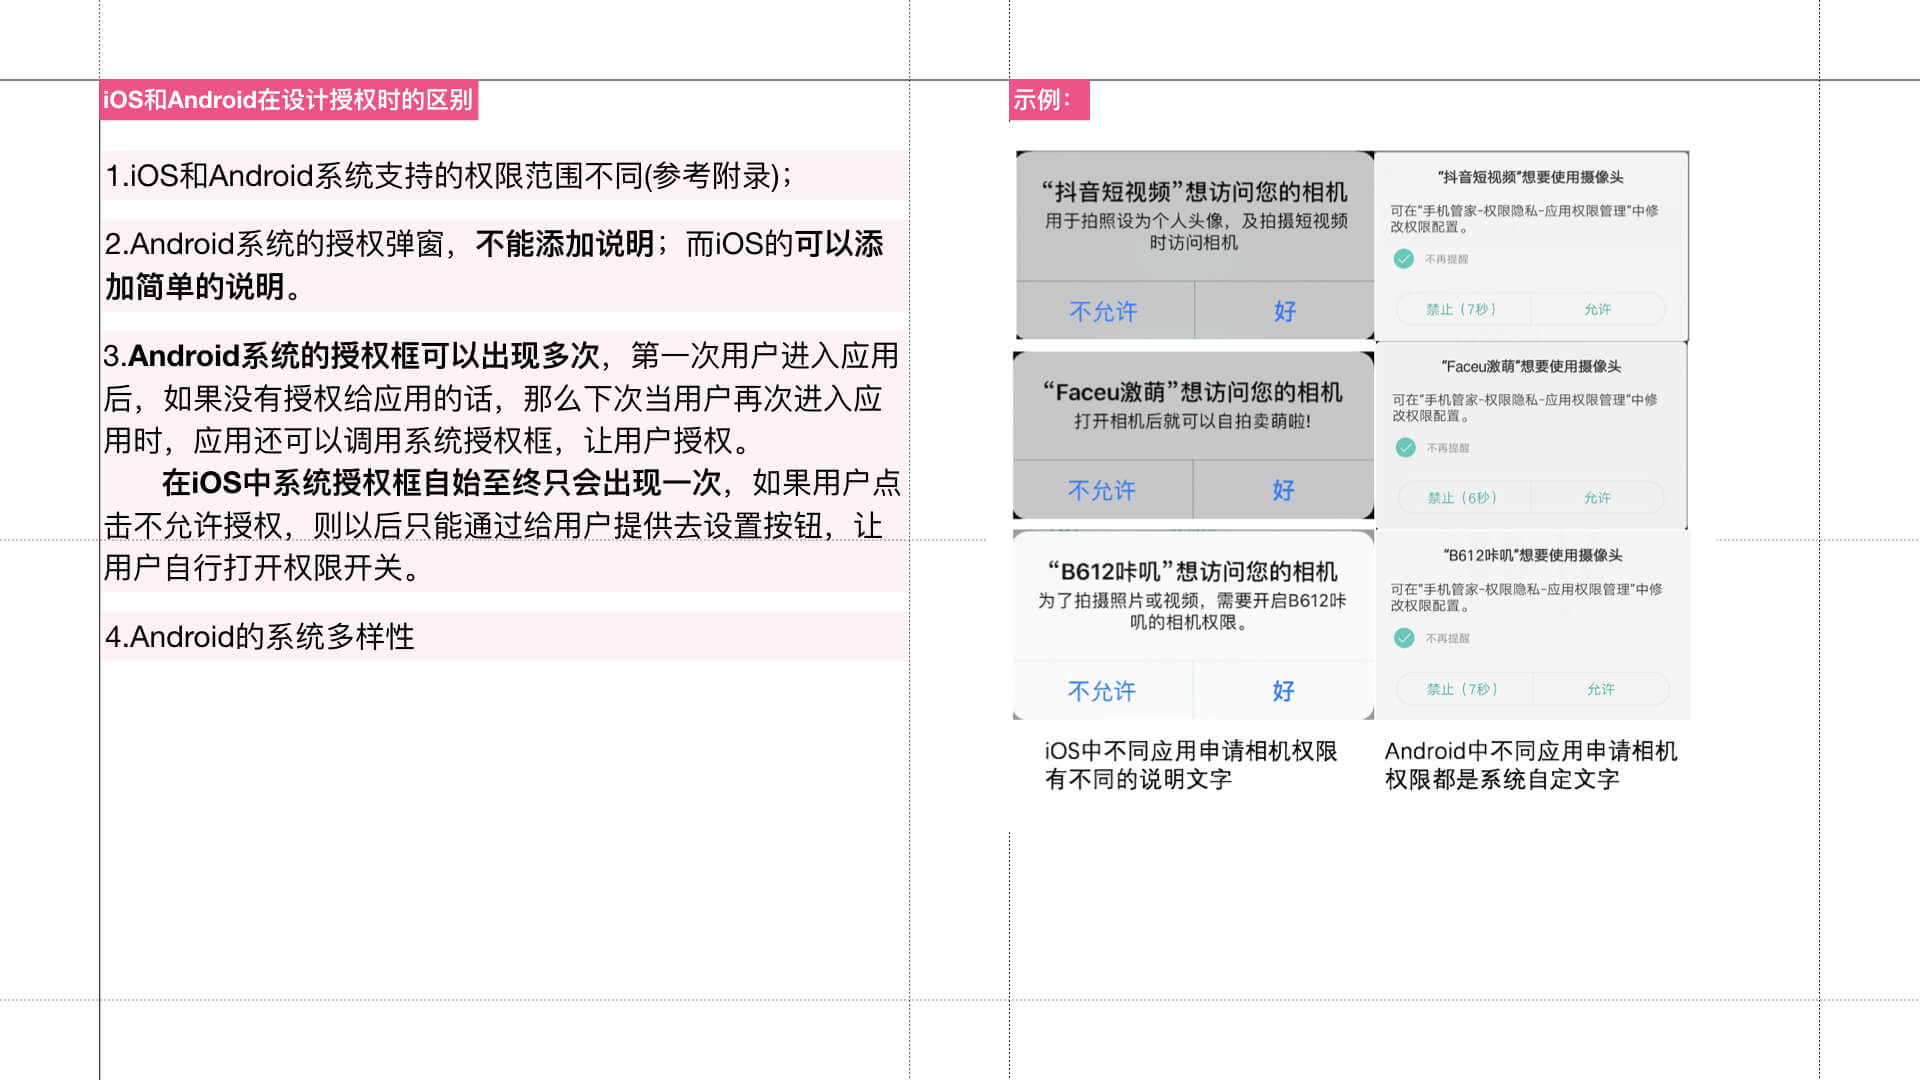 iOS和Android在设计授权时的区别
1.iOS和Android系统支持的权限范围不同(参考附录)；
2.Android系统的授权弹窗，不能添加说明；而iOS的可以添
加简单的说明。
3.Android系统的授权框可以出现多次，第一次用户进入应用
后，如果没有授权给应用的话，那么下次当用户再次进入应
用时，应用还可以调用系统授权框，让用户授权。
在iOS中系统授权框自始至终只会出现一次，如果用户点
击不允许授权，则以后只能通过给用户提供去设置按钮，让
用户自行打开权限开关。
4.Android的系统多样性
示例：
“抖音短视频”想访问您的相机
用于拍照设为个人头像，及拍摄短视频
时访问相机
不允许 好
“抖音短视频”想要使用摄像头
可在“手机管家-权限隐私-应用权限管理”中修
改权限配置。
不再提醒
禁止（7秒） 允许
“Faceu激萌”想访问您的相机
打开相机后就可以自拍卖萌啦!
不允许 好
“Faceu激萌”想要使用摄像头
可在“手机管家-权限隐私-应用权限管理”中修
改权限配置。
不再提醒
禁止（6秒） 允许
“B612咔叽”想访问您的相机
为了拍摄照片或视频，需要开启B612咔
叽的相机权限。
不允许 好
“B612咔叽”想要使用摄像头
可在“手机管家-权限隐私-应用权限管理”中修
改权限配置。
不再提醒
禁止（7秒） 允许
iOS中不同应用申请相机权限
有不同的说明文字
Android中不同应用申请相机
权限都是系统自定文字